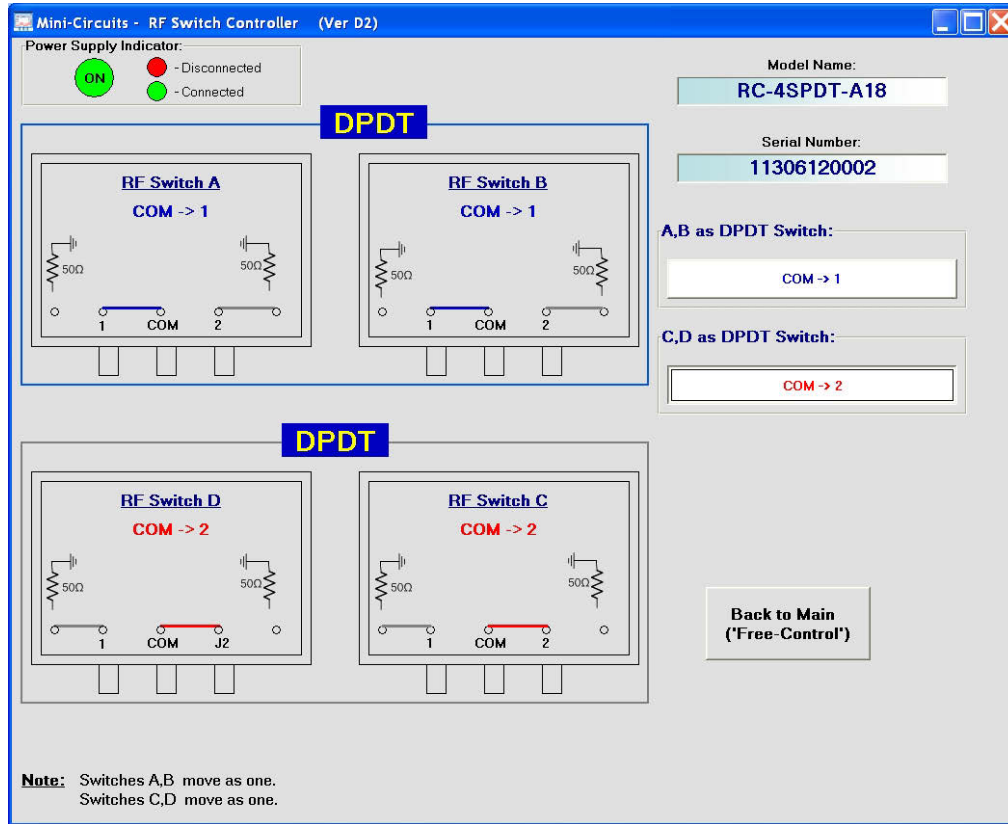 Mini-Circuits - RF Switch Controller (Ver D2)
Power Supply Indicator:
ON
- Disconnected
- Connected
Model Name:
RC-4SPDT-A18
Serial Number:
11306120002
DPDT
RF Switch A
COM -> 1
50Ω
50Ω
1 COM 2
RF Switch B
COM -> 1
50Ω
50Ω
1 COM 2
A,B as DPDT Switch:
COM -> 1
C,D as DPDT Switch:
COM -> 2
DPDT
RF Switch D
COM -> 2
50Ω
50Ω
1 COM J2
RF Switch C
COM -> 2
50Ω
50Ω
1 COM 2
Back to Main
('Free-Control')
Note: Switches A,B move as one.
Switches C,D move as one.